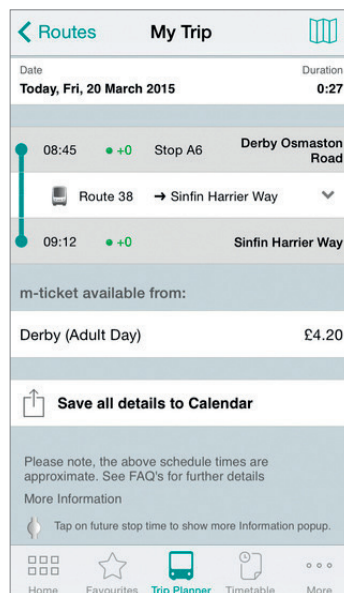 Routes My Trip
Date Duration
Today, Fri, 20 March 2015 0:27
08:45 +0 Stop A6 Derby Osmaston
Road
Route 38 → Sinfin Harrier Way
09:12 +0 Sinfin Harrier Way
m-ticket available from:
Derby (Adult Day) £4.20
Save all details to Calendar
Please note, the above schedule times are
approximate. See FAQ's for further details
More Information
Tap on future stop time to show more Information popup.
Home Favourites Trip Planner Timetable More